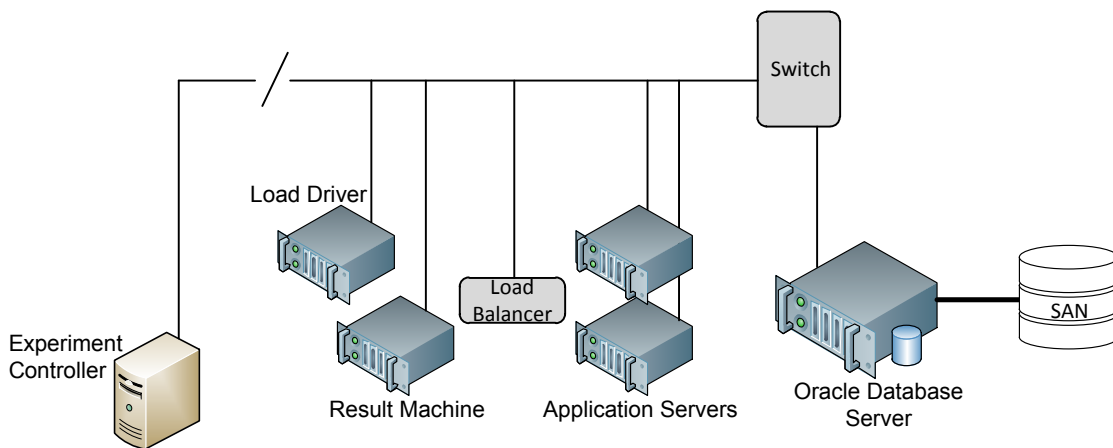 Switch
Load Driver
Load
Balancer
SAN
Experiment
Controller
Result Machine
Application Servers
Oracle Database
Server